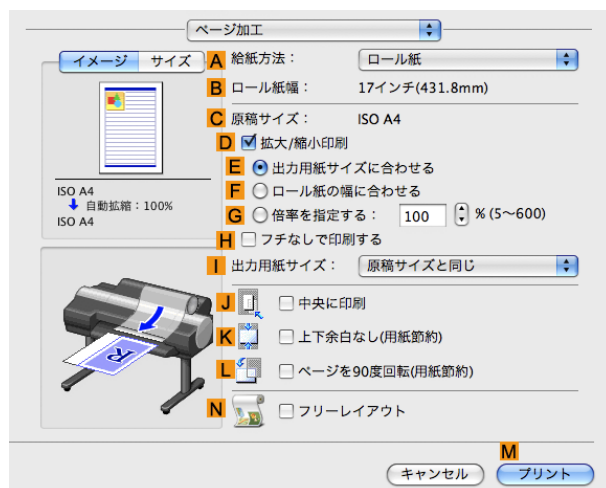 ページ加工
イメージ サイズ
A 給紙方法： ロール紙
B ロール紙幅： 17インチ(431.8mm)
C 原稿サイズ： ISO A4
D 拡大/縮小印刷
E 出力用紙サイズに合わせる
F ロール紙の幅に合わせる
G 倍率を指定する： 100 % (5〜600)
H フチなしで印刷する
ISO A4
自動拡縮：100%
ISO A4
I 出力用紙サイズ： 原稿サイズと同じ
J 中央に印刷
K 上下余白なし(用紙節約)
L ページを90度回転(用紙節約)
N フリーレイアウト
R
M
キャンセル プリント